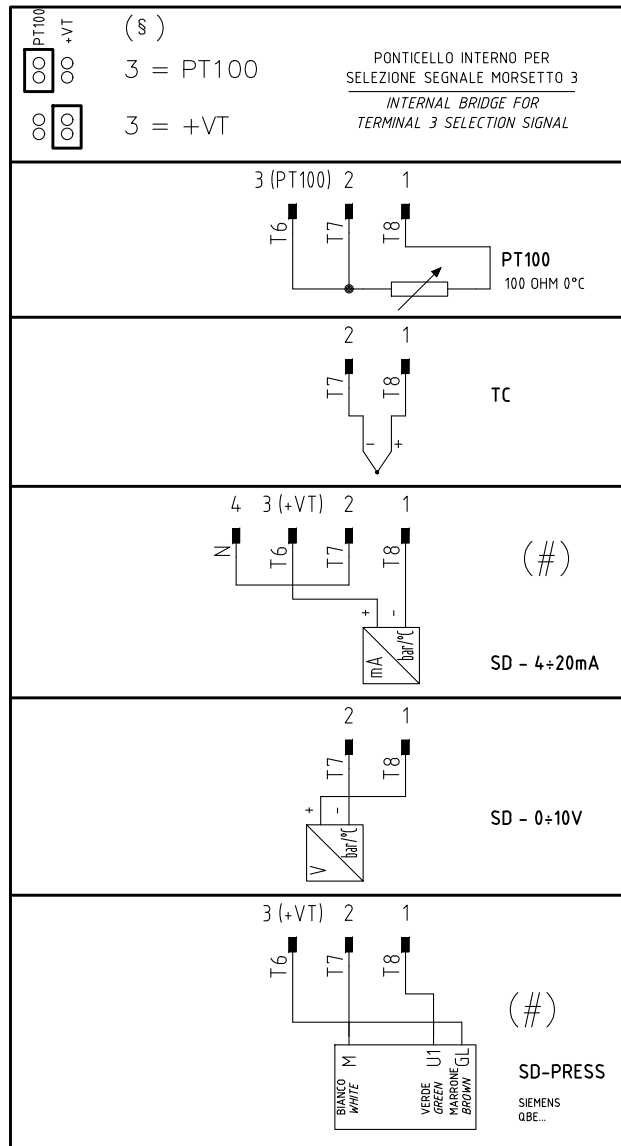 PT100
+VT
(§)
3 = PT100
3 = +VT
PONTICELLO INTERNO PER
SELEZIONE SEGNALE MORSETTO 3
INTERNAL BRIDGE FOR
TERMINAL 3 SELECTION SIGNAL
3 (PT100) 2 1
T6 T7 T8
PT100
100 OHM 0°C
2 1
T7 T8
TC
- +
4 3 (+VT) 2 1
N T6 T7 T8
(#)
+ -
mA bar/°C
SD - 4÷20mA
2 1
T7 T8
+ -
V bar/°C
SD - 0÷10V
3 (+VT) 2 1
T6 T7 T8
(#)
M U1 GL
BIANCO
WHITE
VERDE
GREEN
MARRONE
BROWN
SD-PRESS
SIEMENS
QBE...